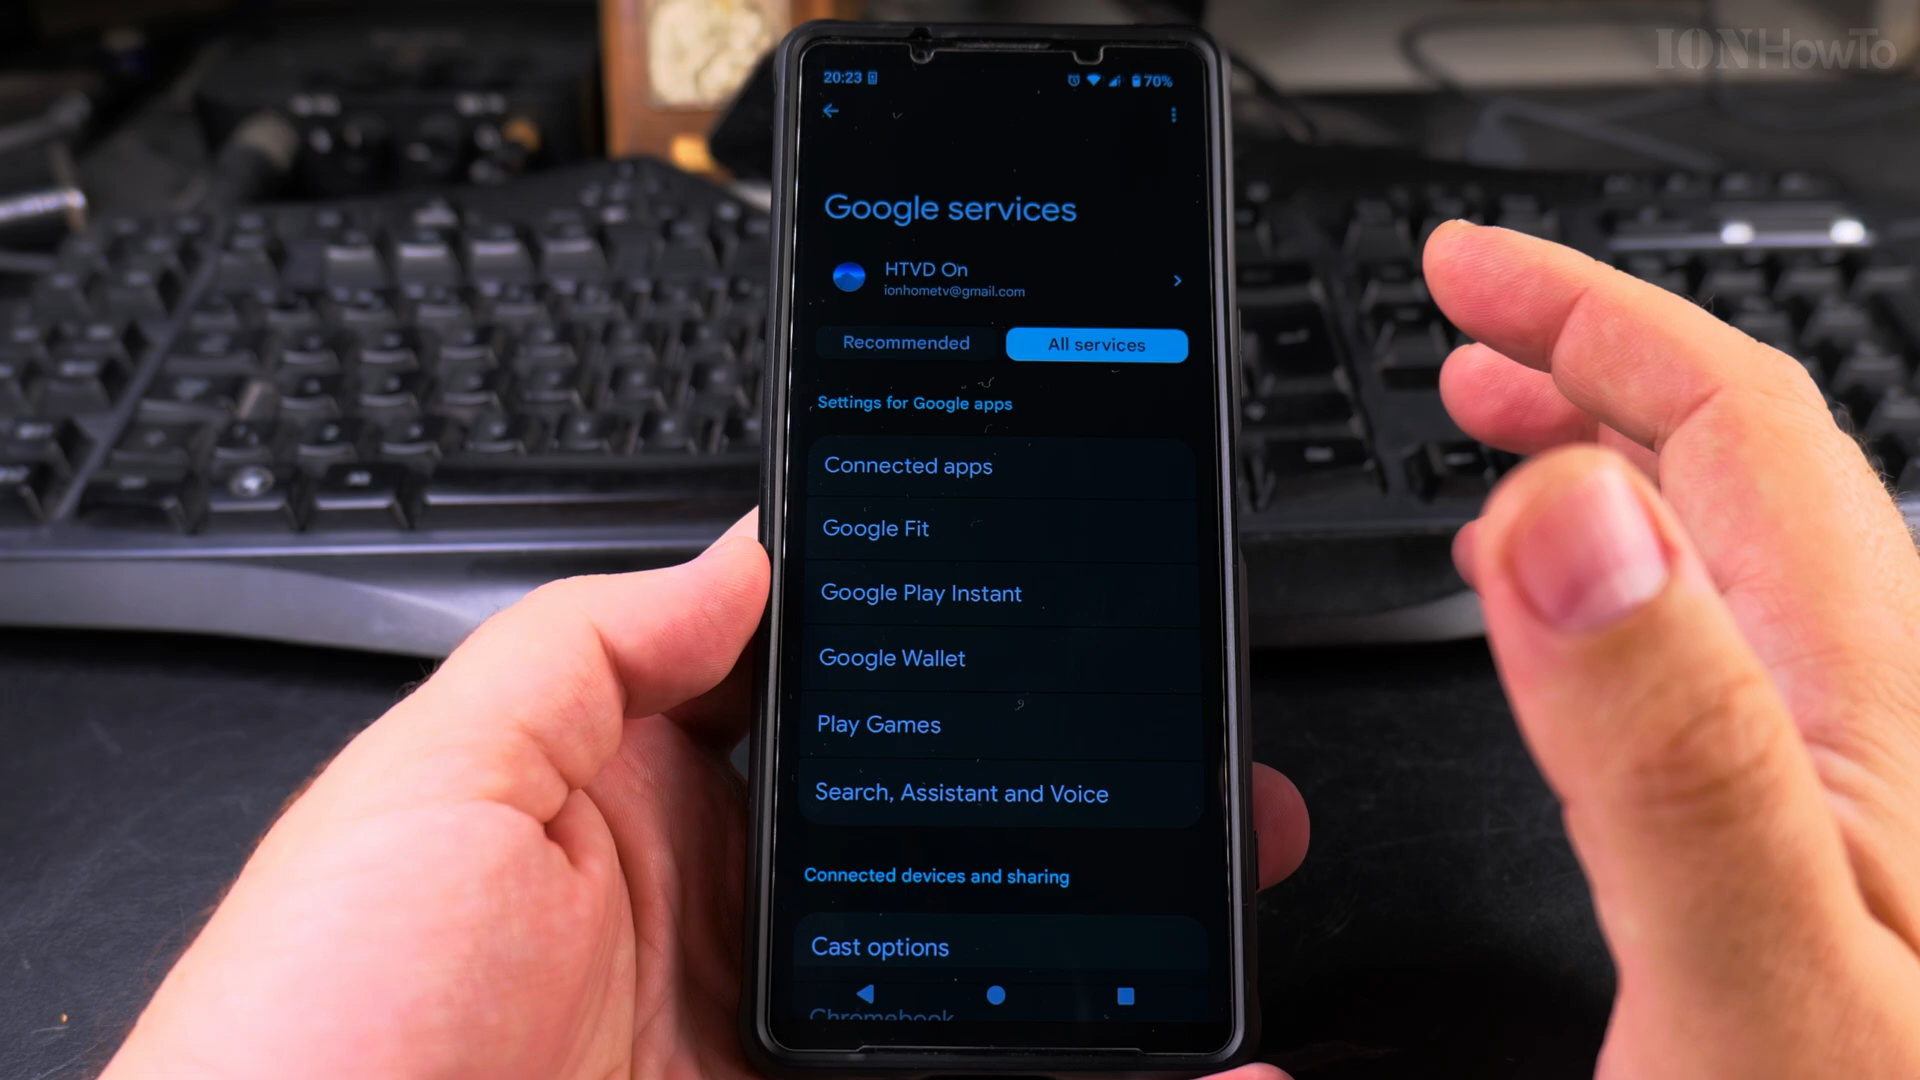 IONHowTo
20:23
70%
Google services
HTVD On
ionhometv@gmail.com
Recommended
All services
Settings for Google apps
Connected apps
Google Fit
Google Play Instant
Google Wallet
Play Games
Search, Assistant and Voice
Connected devices and sharing
Cast options
Chromebook